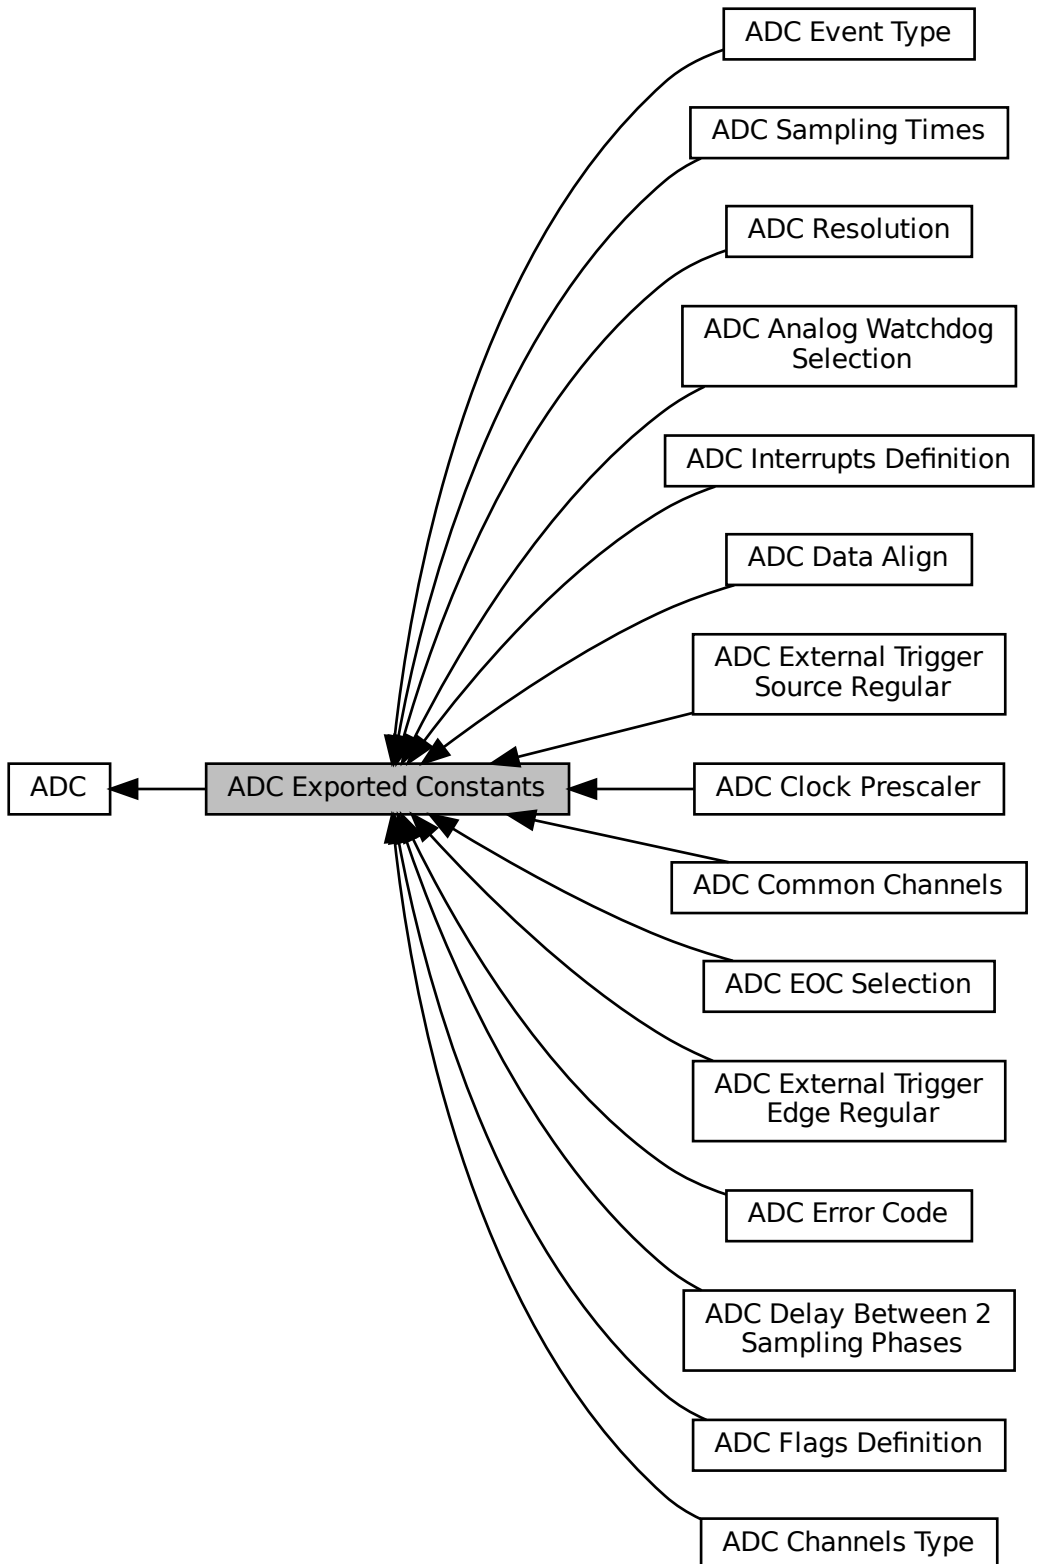 ADC Event Type
ADC Sampling Times
ADC Resolution
ADC Analog Watchdog
Selection
ADC Interrupts Definition
ADC Data Align
ADC External Trigger
Source Regular
ADC
ADC Exported Constants
ADC Clock Prescaler
ADC Common Channels
ADC EOC Selection
ADC External Trigger
Edge Regular
ADC Error Code
ADC Delay Between 2
Sampling Phases
ADC Flags Definition
ADC Channels Type